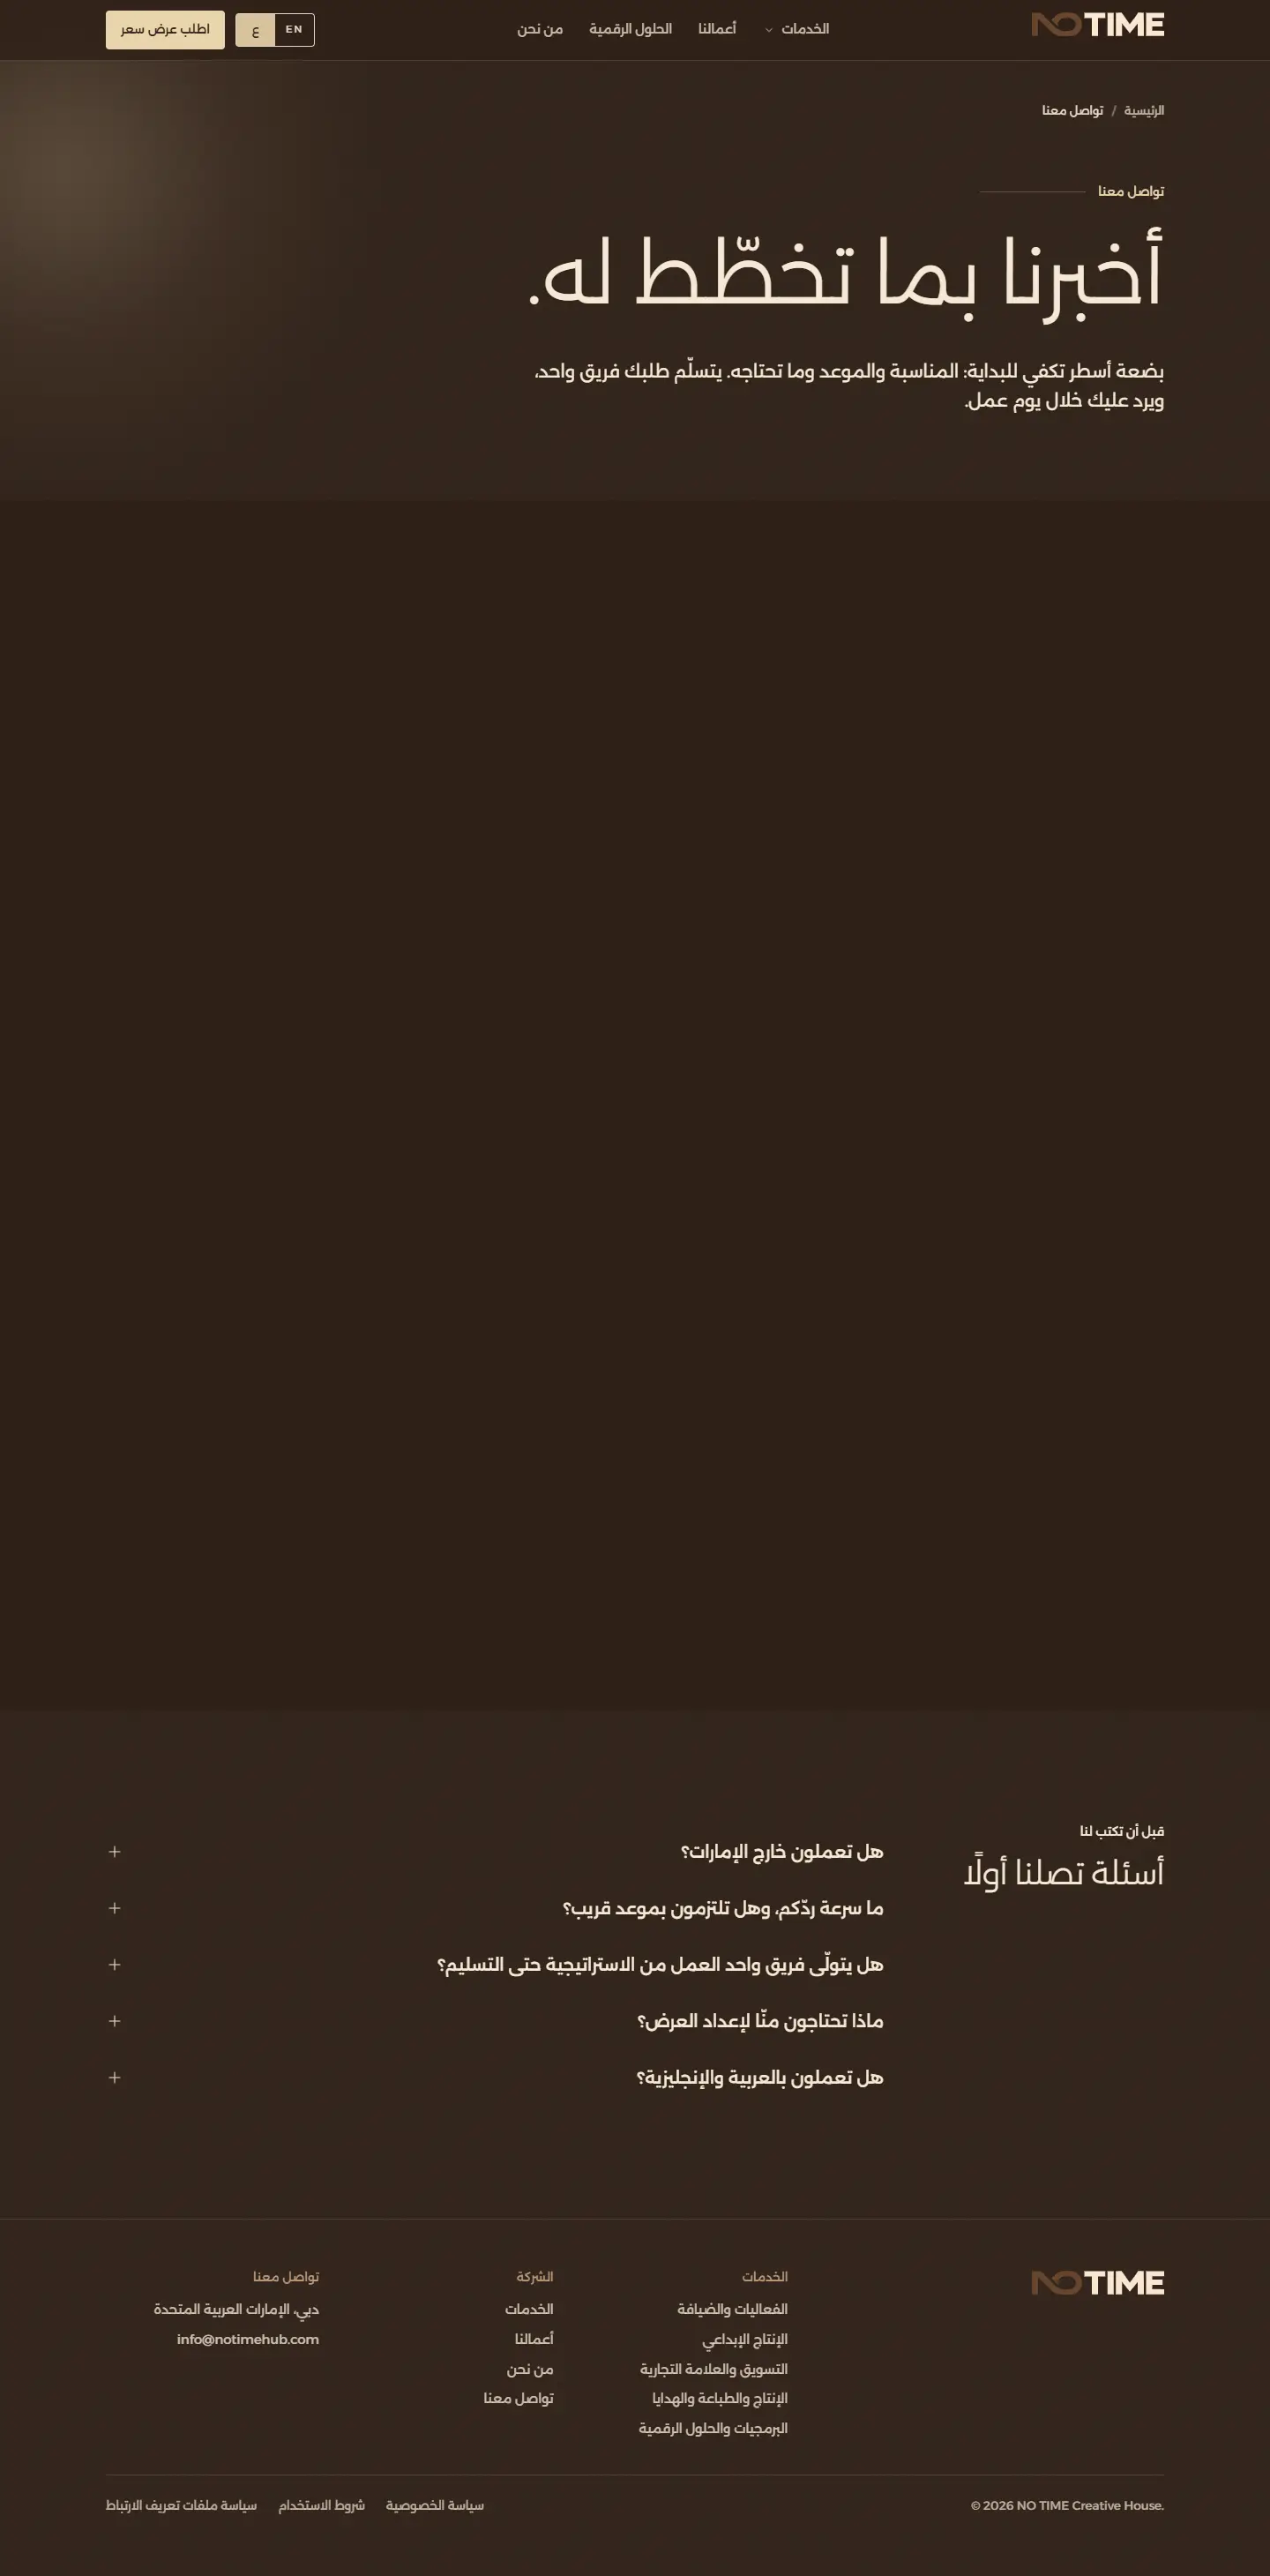 NO TIME
الخدمات
أعمالنا
الحلول الرقمية
من نحن
EN
ع
اطلب عرض سعر
الرئيسية / تواصل معنا
تواصل معنا
أخبرنا بما تخطّط له.
بضعة أسطر تكفي للبداية: المناسبة والموعد وما تحتاجه. يتسلّم طلبك فريق واحد،
ويرد عليك خلال يوم عمل.
قبل أن تكتب لنا
أسئلة تصلنا أولًا
هل تعملون خارج الإمارات؟
ما سرعة ردّكم، وهل تلتزمون بموعد قريب؟
هل يتولّى فريق واحد العمل من الاستراتيجية حتى التسليم؟
ماذا تحتاجون منّا لإعداد العرض؟
هل تعملون بالعربية والإنجليزية؟
NO TIME
الخدمات
الفعاليات والضيافة
الإنتاج الإبداعي
التسويق والعلامة التجارية
الإنتاج والطباعة والهدايا
البرمجيات والحلول الرقمية
الشركة
الخدمات
أعمالنا
من نحن
تواصل معنا
تواصل معنا
دبي، الإمارات العربية المتحدة
info@notimehub.com
© 2026 NO TIME Creative House.
سياسة الخصوصية
شروط الاستخدام
سياسة ملفات تعريف الارتباط